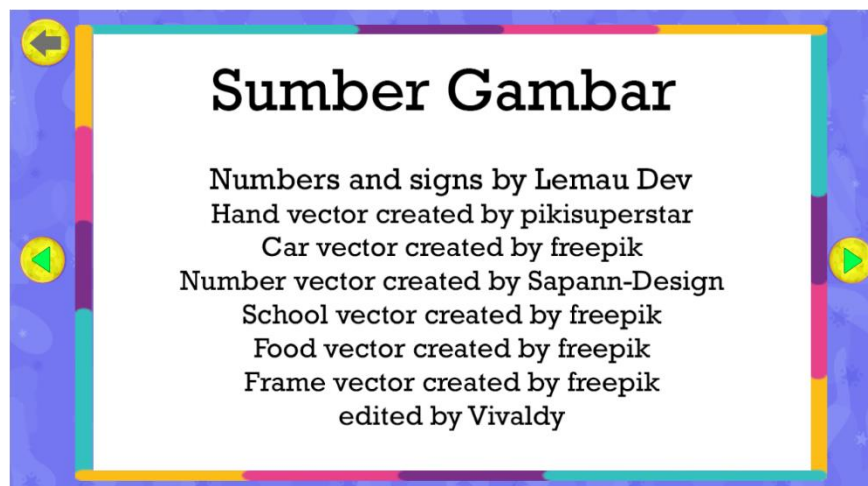 Sumber Gambar
Numbers and signs by Lemau Dev
Hand vector created by pikisuperstar
Car vector created by freepik
Number vector created by Sapann-Design
School vector created by freepik
Food vector created by freepik
Frame vector created by freepik
edited by Vivaldy